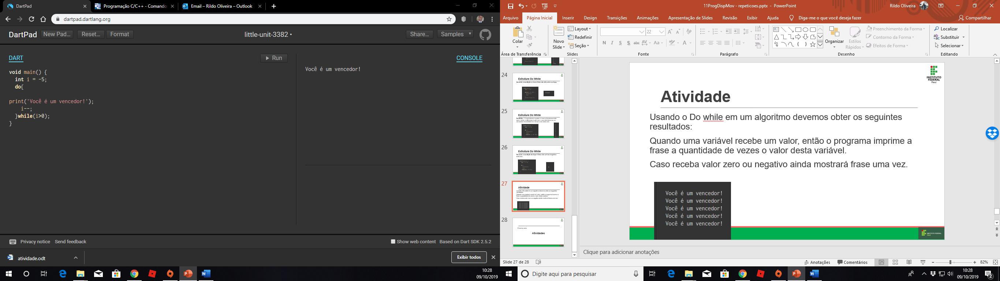 DartPad
Programação C/C++ - Comando
Email – Rildo Oliveira – Outlook
dartpad.dartlang.org
DartPad
New Pad...
Reset...
Format
little-unit-3382 •
Share...
Samples
DART
Run
CONSOLE
void main() {
int i = -5;
do{
print('Você é um vencedor!');
i--;
}while(i>0);
}
Você é um vencedor!
Privacy notice
Send feedback
Show web content
Based on Dart SDK 2.5.2
atividade.odt
Exibir todos
10:28
09/10/2019
11ProgDispMov - repeticoes.pptx - PowerPoint
Rildo Oliveira
Arquivo
Página Inicial
Inserir
Design
Transições
Animações
Apresentação de Slides
Revisão
Exibir
Ajuda
Diga-me o que você deseja fazer
Compartilhar
Colar
Área de Transferência
Novo
Slide
Layout
Redefinir
Seção
Slides
22
N I S S abc AV Aa A
Fonte
Parágrafo
Organizar
Estilos
Rápidos
Preenchimento da Forma
Contorno da Forma
Efeitos de Forma
Desenho
Localizar
Substituir
Selecionar
Editando
24
Estrutura Do While
25
Estrutura Do While
26
Estrutura Do While
27
Atividade
28
Atividades
INSTITUTO
FEDERAL
Piauí
Atividade
Usando o Do while em um algoritmo devemos obter os seguintes
resultados:
Quando uma variável recebe um valor, então o programa imprime a
frase a quantidade de vezes o valor desta variável.
Caso receba valor zero ou negativo ainda mostrará frase uma vez.
Você é um vencedor!
Você é um vencedor!
Você é um vencedor!
Você é um vencedor!
Você é um vencedor!
INSTITUTO FEDERAL
PIAUÍ
Clique para adicionar anotações
Slide 27 de 28
Anotações
Comentários
82%
Digite aqui para pesquisar
10:28
09/10/2019
2